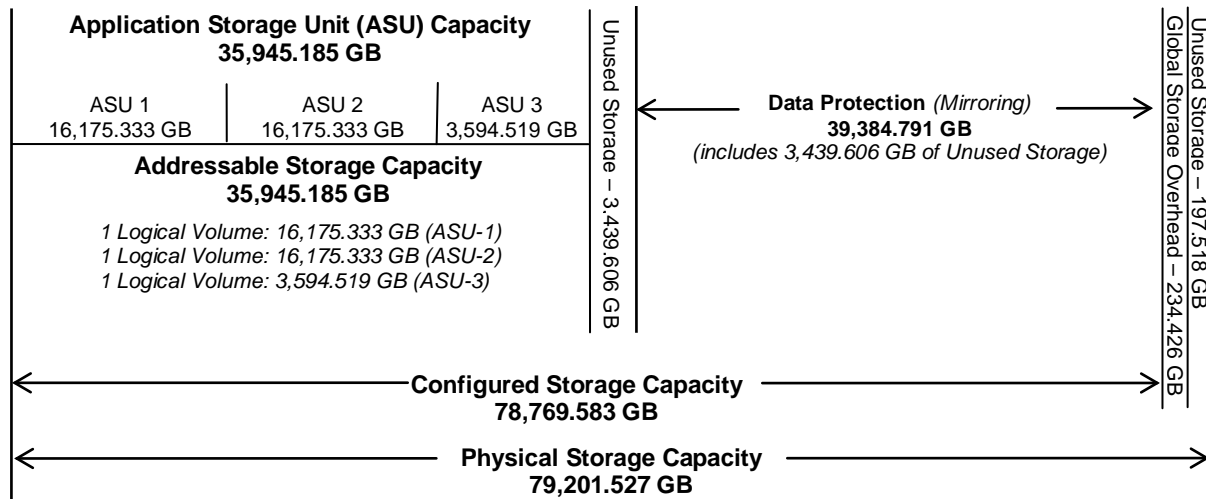 Application Storage Unit (ASU) Capacity
35,945.185 GB
ASU 1
16,175.333 GB
ASU 2
16,175.333 GB
ASU 3
3,594.519 GB
Addressable Storage Capacity
35,945.185 GB
1 Logical Volume: 16,175.333 GB (ASU-1)
1 Logical Volume: 16,175.333 GB (ASU-2)
1 Logical Volume: 3,594.519 GB (ASU-3)
Unused Storage – 3.439.606 GB
Data Protection (Mirroring)
39,384.791 GB
(includes 3,439.606 GB of Unused Storage)
Global Storage Overhead – 234.426 GB
Unused Storage – 197.518 GB
Configured Storage Capacity
78,769.583 GB
Physical Storage Capacity
79,201.527 GB